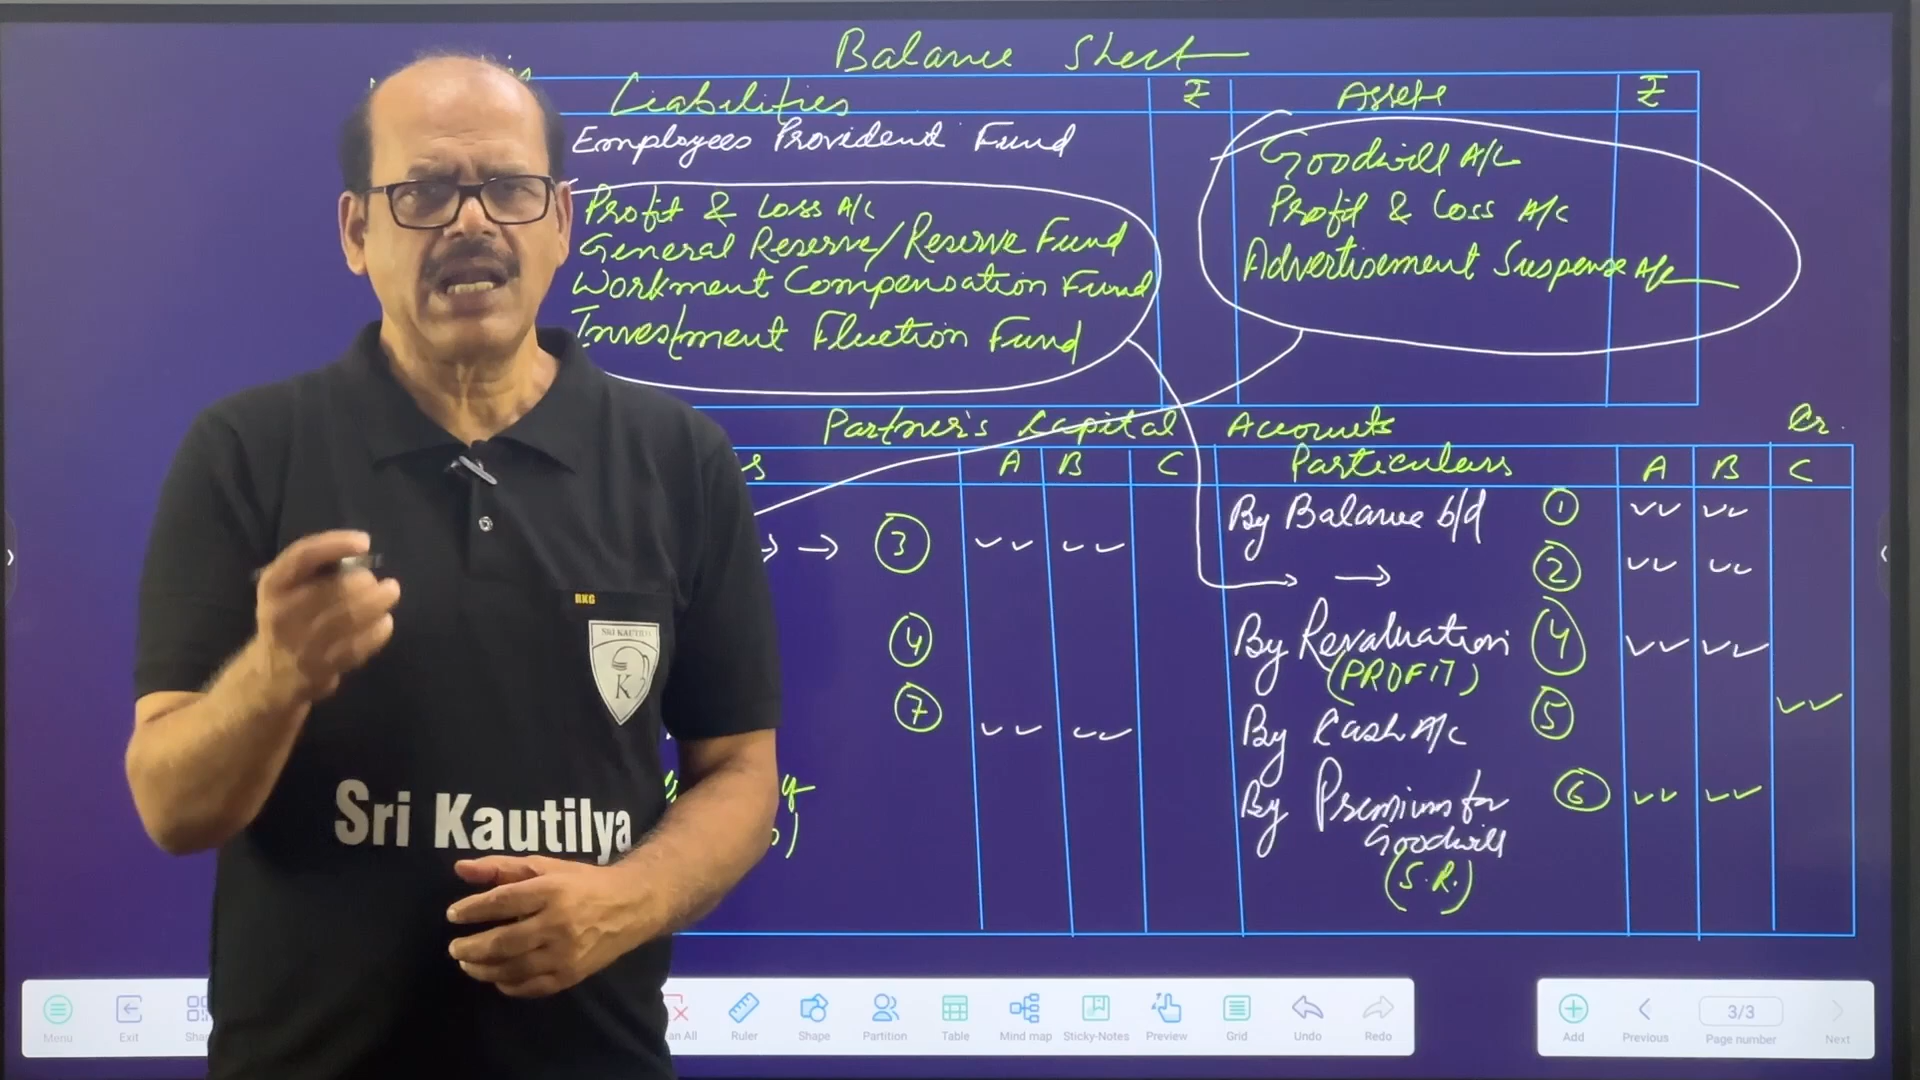 Balance Sheet
Liabilities ₹ Assets ₹
Employees Provident Fund
Profit & Loss A/c
General Reserve/Reserve Fund
Workment Compensation Fund
Investment Fluction Fund
Goodwill A/c
Profit & Loss A/c
Advertisement Suspense A/c
Partner's Capital Accounts
Cr.
A B C Particulars A B C
By Balance b/d 1
3
2
By Revaluation 4
(PROFIT)
4
7
By Cash A/c 5
By Premium for 6
Goodwill
(S.R.)
RKG
SRI KAUTILYA
K
Sri Kautilya
Menu
Exit
Ruler
Shape
Partition
Table
Mind map
Sticky-Notes
Preview
Grid
Undo
Redo
Add
Previous
3/3
Page number
Next